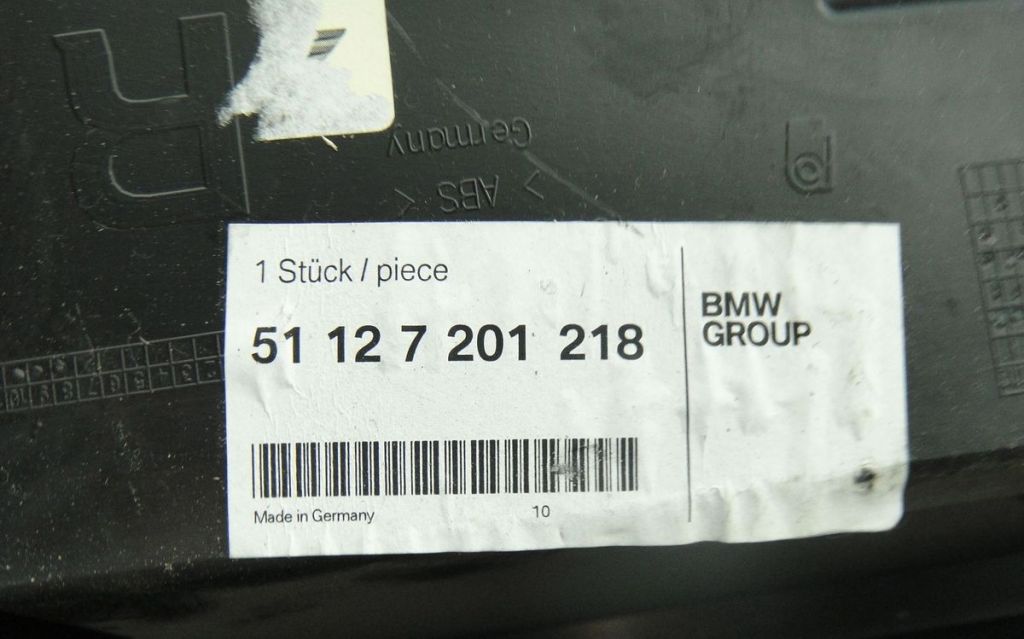 R
Germany
> ABS <
1 Stück / piece
51 12 7 201 218
BMW
GROUP
Made in Germany
10